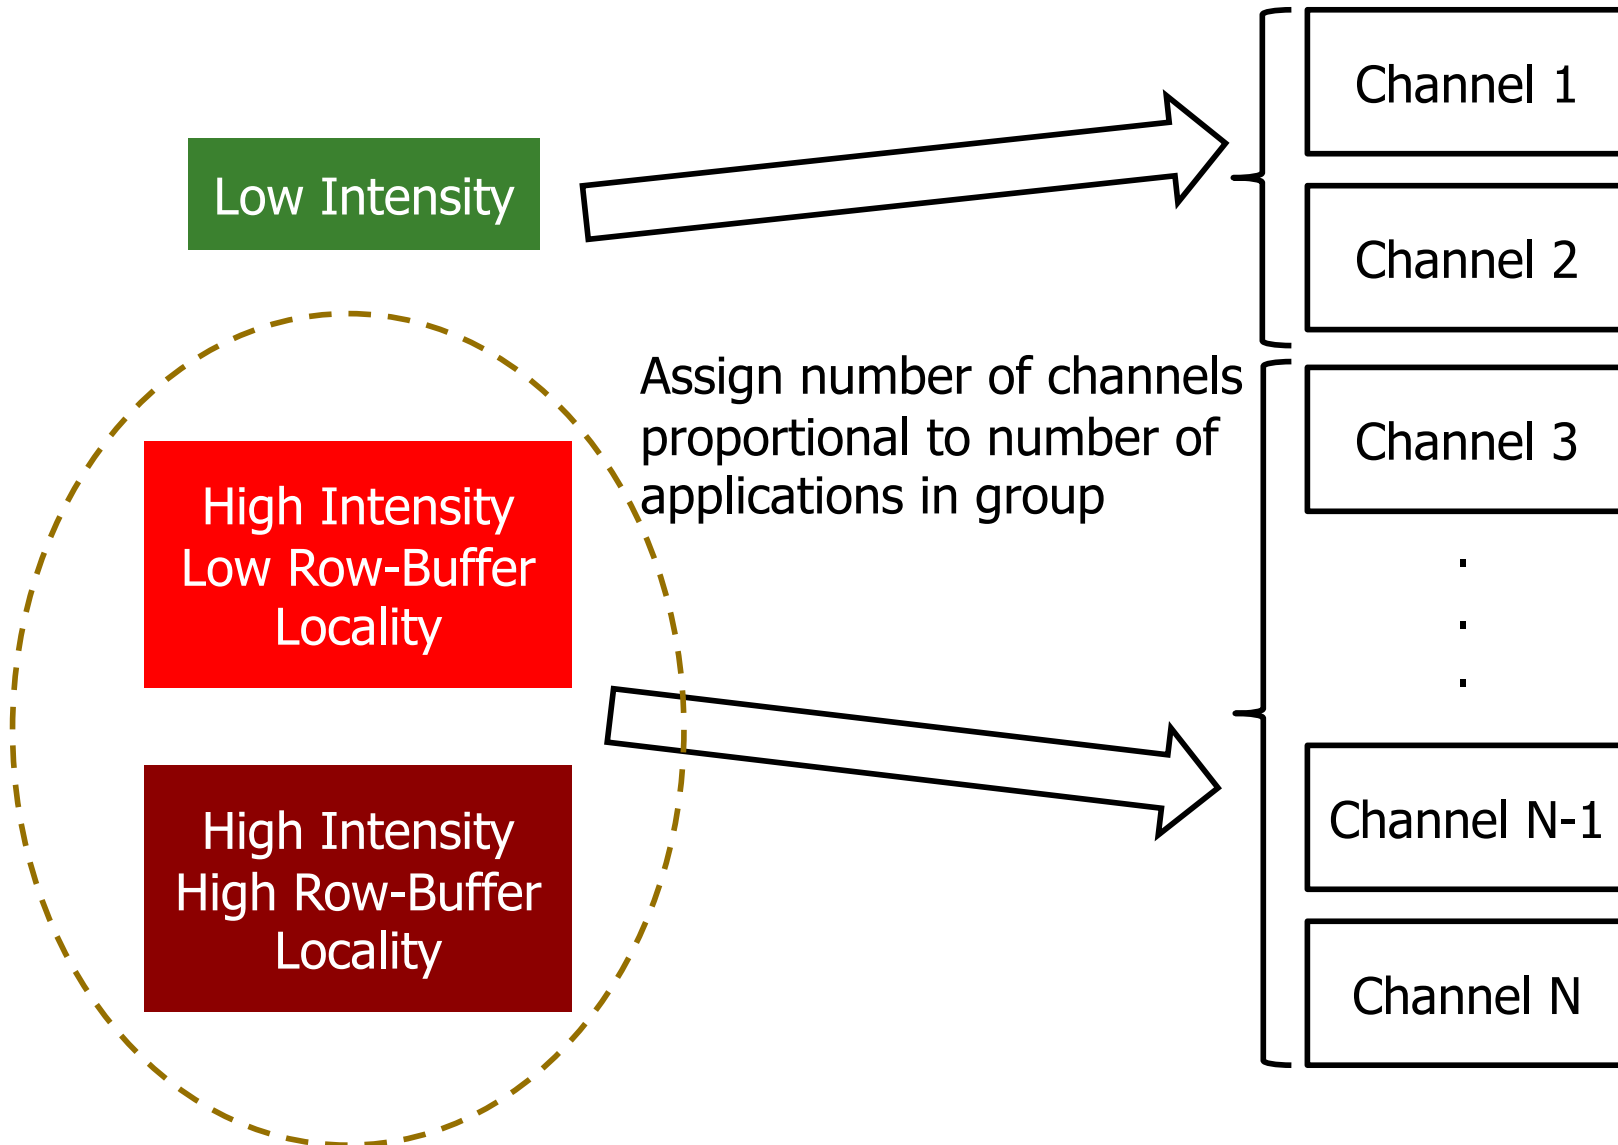 Low Intensity
High Intensity
Low Row-Buffer
Locality
High Intensity
High Row-Buffer
Locality
Assign number of channels
proportional to number of
applications in group
Channel 1
Channel 2
Channel 3
.
.
.
Channel N-1
Channel N